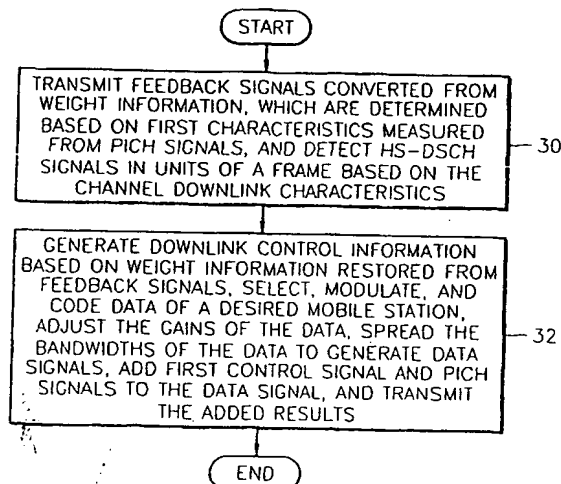 START
TRANSMIT FEEDBACK SIGNALS CONVERTED FROM
WEIGHT INFORMATION, WHICH ARE DETERMINED
BASED ON FIRST CHARACTERISTICS MEASURED
FROM PICH SIGNALS, AND DETECT HS-DSCH
SIGNALS IN UNITS OF A FRAME BASED ON THE
CHANNEL DOWNLINK CHARACTERISTICS
30
GENERATE DOWNLINK CONTROL INFORMATION
BASED ON WEIGHT INFORMATION RESTORED FROM
FEEDBACK SIGNALS, SELECT, MODULATE, AND
CODE DATA OF A DESIRED MOBILE STATION,
ADJUST THE GAINS OF THE DATA, SPREAD THE
BANDWIDTHS OF THE DATA TO GENERATE DATA
SIGNALS, ADD FIRST CONTROL SIGNAL AND PICH
SIGNALS TO THE DATA SIGNAL, AND TRANSMIT
THE ADDED RESULTS
32
END